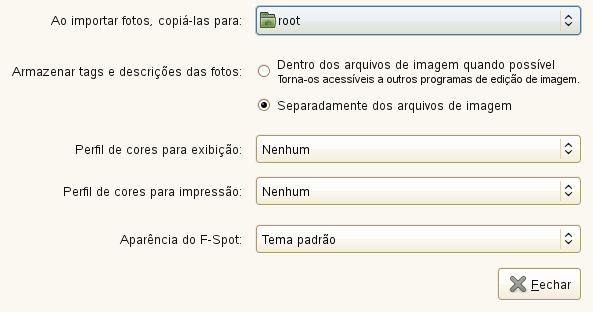 Ao importar fotos, copiá-las para: root
Armazenar tags e descrições das fotos: Dentro dos arquivos de imagem quando possível
Torna-os acessíveis a outros programas de edição de imagem.
Separadamente dos arquivos de imagem
Perfil de cores para exibição: Nenhum
Perfil de cores para impressão: Nenhum
Aparência do F-Spot: Tema padrão
Fechar